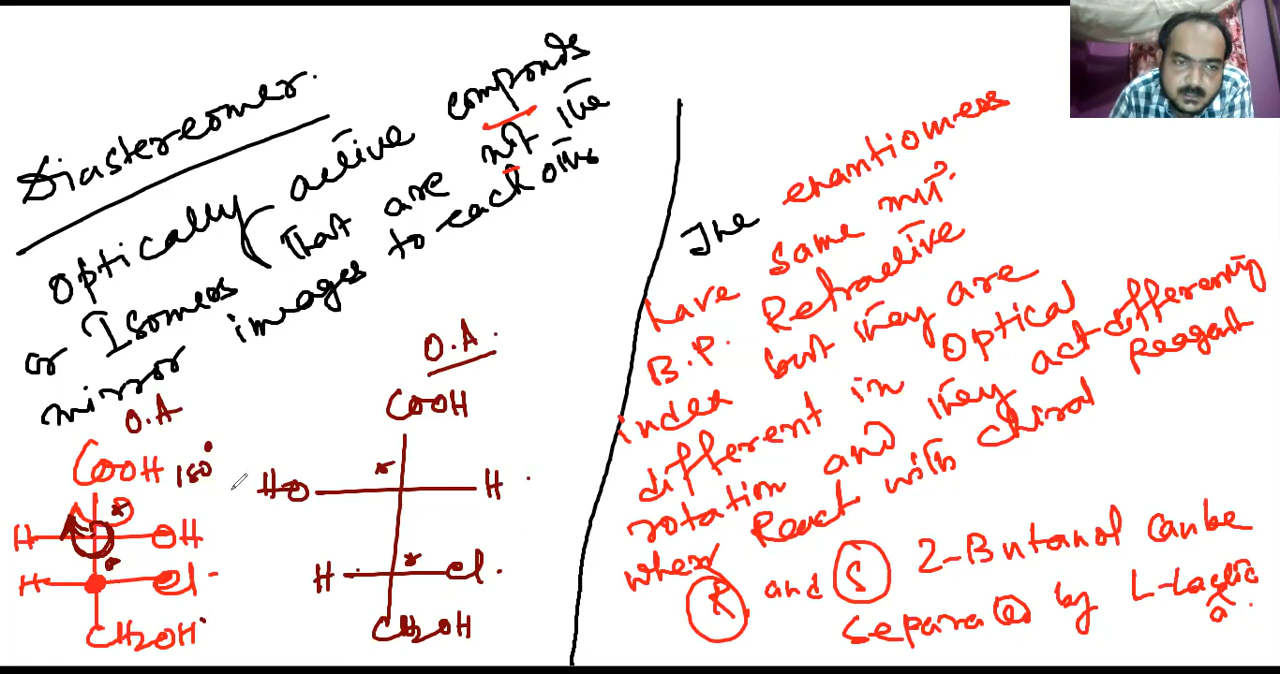 Diastereomer.
Optically active compounds
or Isomers that are not the
mirror images to each other
O.A
COOH 180°
H * OH
H * Cl
CH2OH
O.A.
COOH
HO * H
H * Cl
CH2OH
The enantiomers
have same m.pt.
B.P. Refractive
index but they are
different in optical
rotation and they act differently
when React with chiral Reagent
R and S 2-Butanol can be
separated by L-Lactic
a.